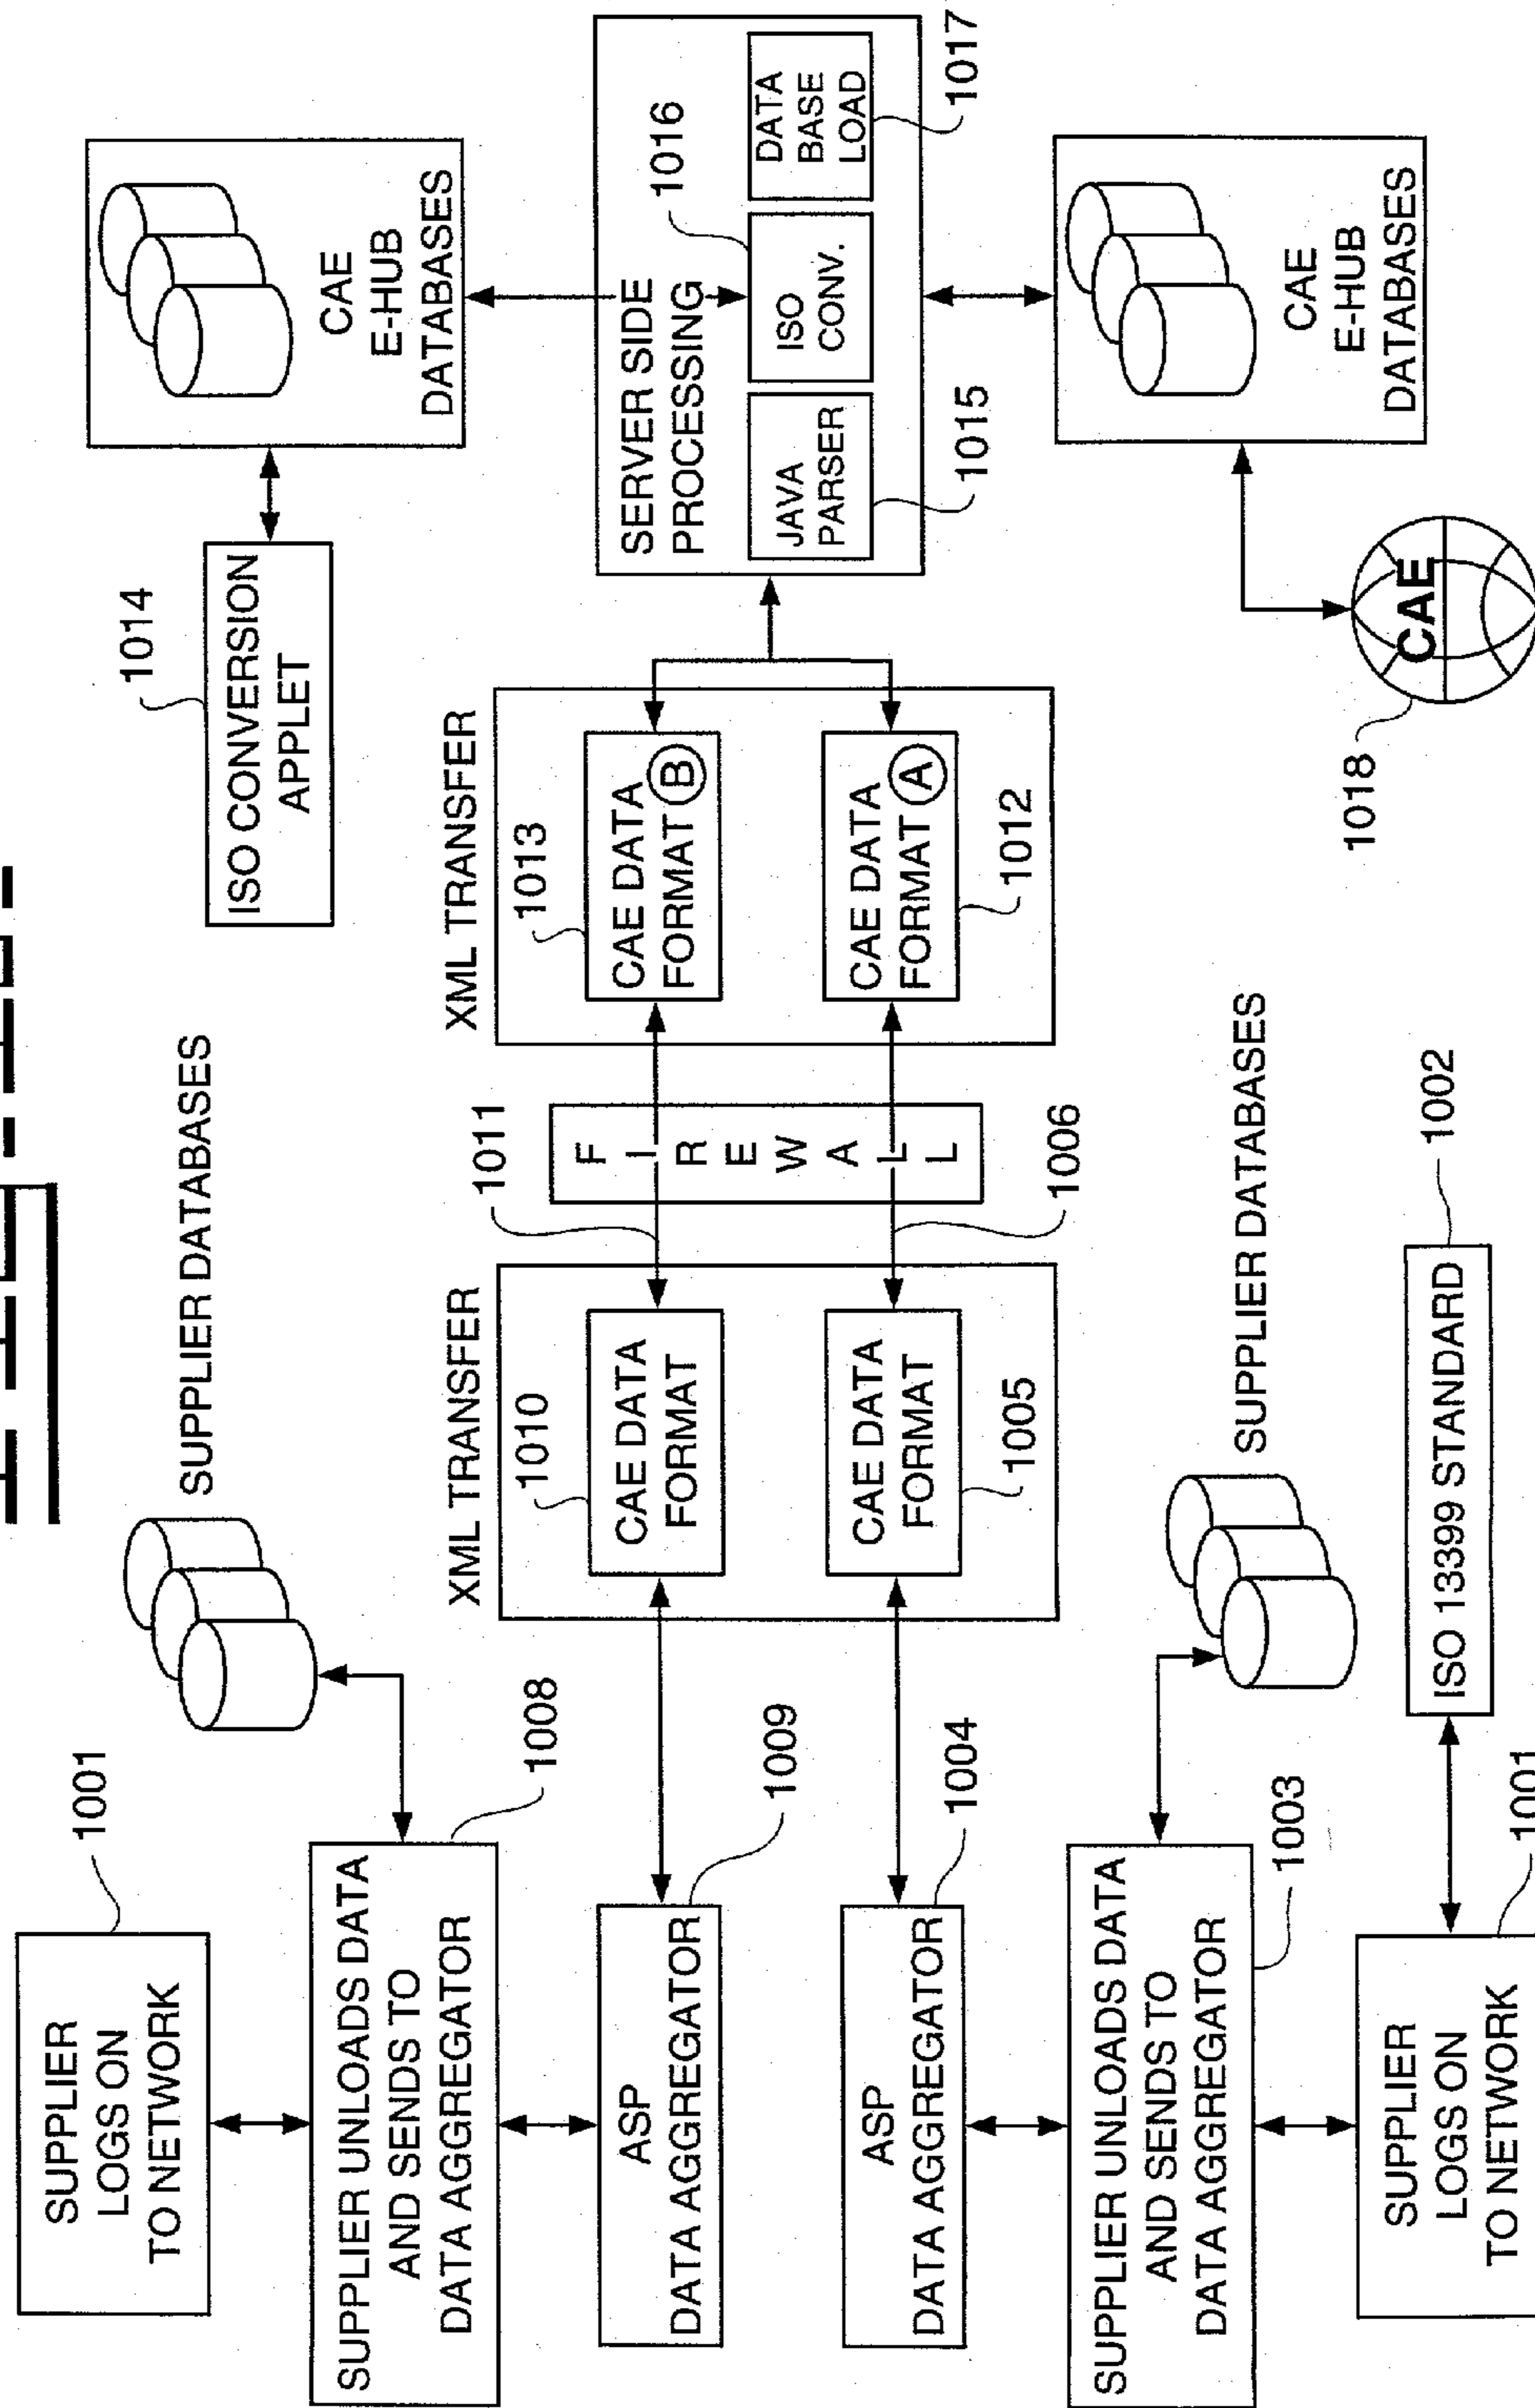 1001
SUPPLIER
LOGS ON
TO NETWORK
SUPPLIER DATABASES
SUPPLIER UNLOADS DATA
AND SENDS TO
DATA AGGREGATOR
1008
ASP
DATA AGGREGATOR
1009
ASP
DATA AGGREGATOR
1004
SUPPLIER UNLOADS DATA
AND SENDS TO
DATA AGGREGATOR
1003
SUPPLIER
LOGS ON
TO NETWORK
1001
ISO 13399 STANDARD
1002
SUPPLIER DATABASES
XML TRANSFER
1010
CAE DATA
FORMAT
CAE DATA
FORMAT
1005
1011
FIREWALL
1006
XML TRANSFER
1013
CAE DATA
FORMAT B
CAE DATA
FORMAT A
1012
1014
ISO CONVERSION
APPLET
CAE
E-HUB
DATABASES
SERVER SIDE
PROCESSING
1016
JAVA
PARSER
ISO
CONV.
DATA
BASE
LOAD
1015
1017
CAE
E-HUB
DATABASES
1018
CAE